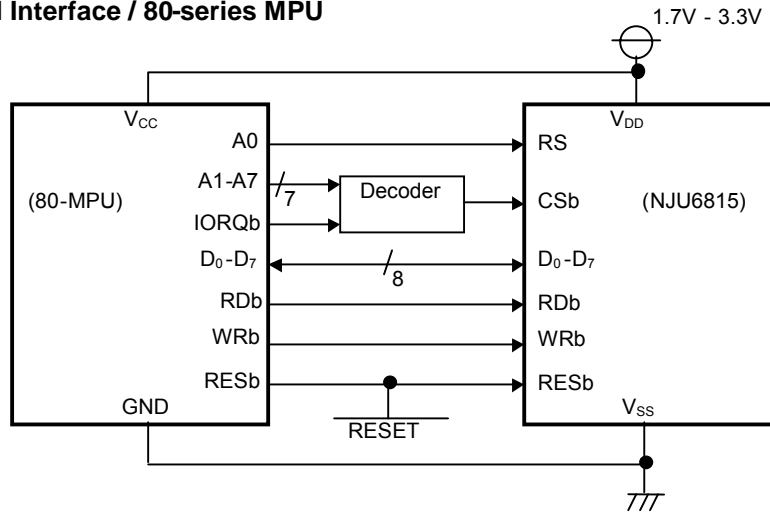 Interface / 80-series MPU
1.7V - 3.3V
VCC
VDD
A0
RS
A1-A7
7
Decoder
(80-MPU)
CSb
(NJU6815)
IORQb
D0-D7
8
D0-D7
RDb
RDb
WRb
WRb
RESb
RESb
GND
RESET
VSS